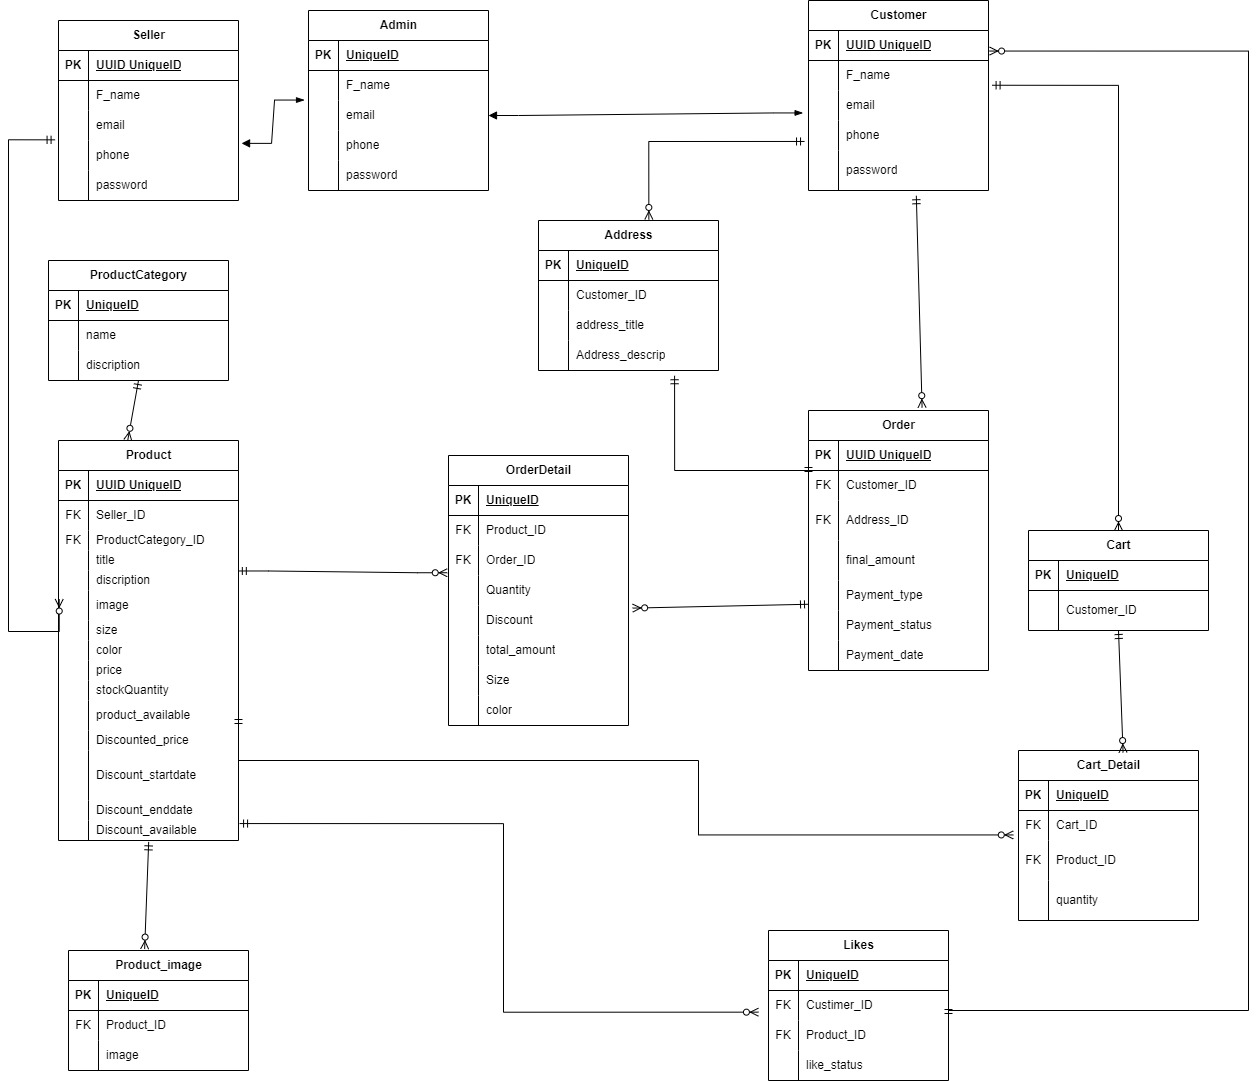 Seller
PK UUID UniqueID
F_name
email
phone
password
Admin
PK UniqueID
F_name
email
phone
password
Customer
PK UUID UniqueID
F_name
email
phone
password
Address
PK UniqueID
Customer_ID
address_title
Address_descrip
ProductCategory
PK UniqueID
name
discription
Product
PK UUID UniqueID
FK Seller_ID
FK ProductCategory_ID
title
discription
image
size
color
price
stockQuantity
product_available
Discounted_price
Discount_startdate
Discount_enddate
Discount_available
OrderDetail
PK UniqueID
FK Product_ID
FK Order_ID
Quantity
Discount
total_amount
Size
color
Order
PK UUID UniqueID
FK Customer_ID
FK Address_ID
final_amount
Payment_type
Payment_status
Payment_date
Cart
PK UniqueID
Customer_ID
Cart_Detail
PK UniqueID
FK Cart_ID
FK Product_ID
quantity
Product_image
PK UniqueID
FK Product_ID
image
Likes
PK UniqueID
FK Custimer_ID
FK Product_ID
like_status